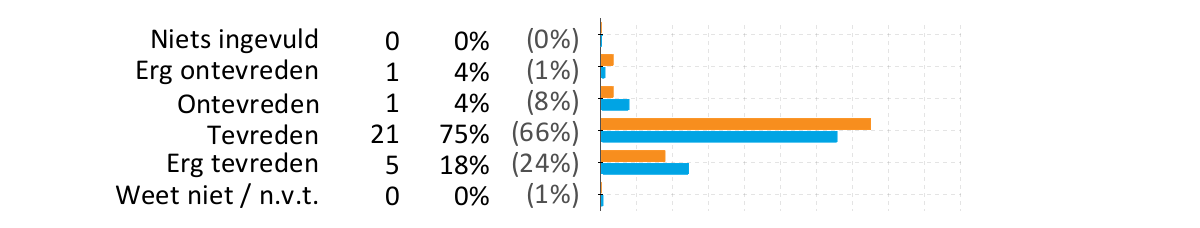 Niets ingevuld 0 0% (0%)
Erg ontevreden 1 4% (1%)
Ontevreden 1 4% (8%)
Tevreden 21 75% (66%)
Erg tevreden 5 18% (24%)
Weet niet / n.v.t. 0 0% (1%)